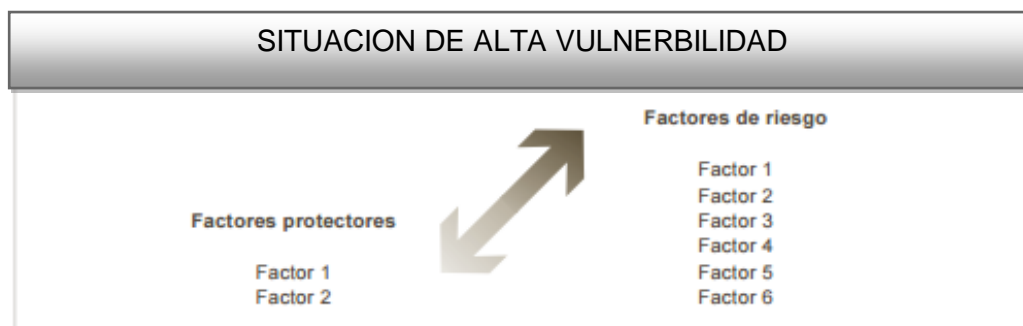 SITUACION DE ALTA VULNERBILIDAD
Factores de riesgo
Factor 1
Factor 2
Factor 3
Factor 4
Factor 5
Factor 6
Factores protectores
Factor 1
Factor 2